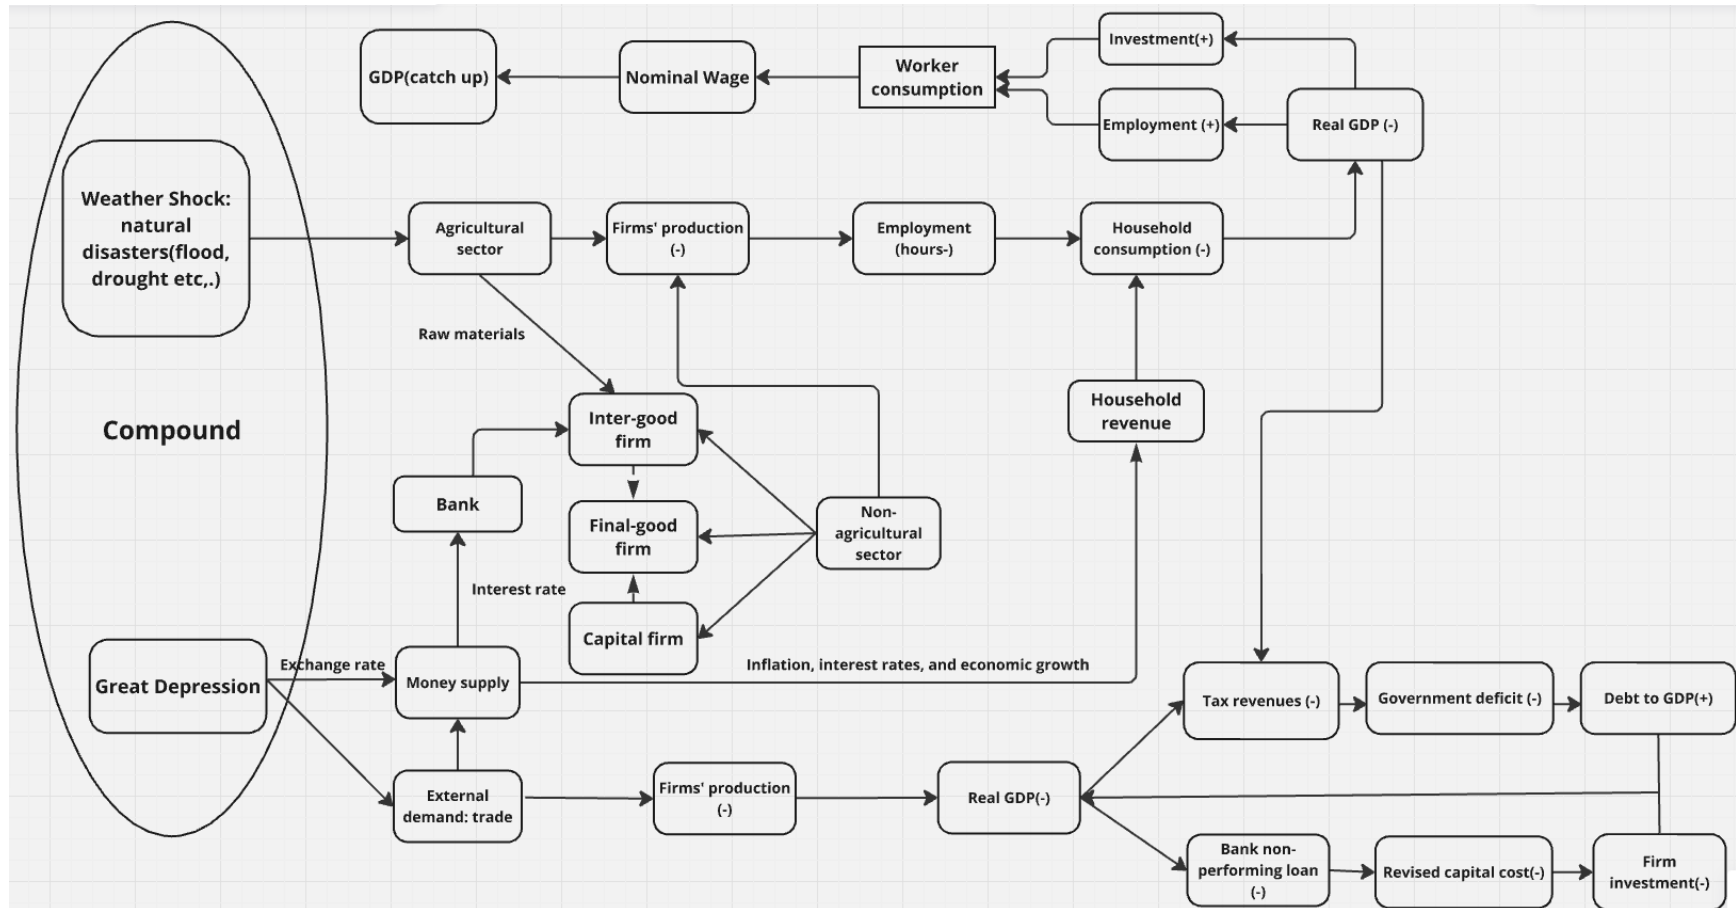 Investment(+)
GDP(catch up)
Nominal Wage
Worker
consumption
Employment (+)
Real GDP (-)
Weather Shock:
natural
disasters(flood,
drought etc,.)
Agricultural
sector
Firms' production
(-)
Employment
(hours-)
Household
consumption (-)
Raw materials
Compound
Inter-good
firm
Household
revenue
Bank
Final-good
firm
Non-
agricultural
sector
Interest rate
Capital firm
Great Depression
Exchange rate
Money supply
Inflation, interest rates, and economic growth
Tax revenues (-)
Government deficit (-)
Debt to GDP(+)
External
demand: trade
Firms' production
(-)
Real GDP(-)
Bank non-
performing loan
(-)
Revised capital cost(-)
Firm
investment(-)